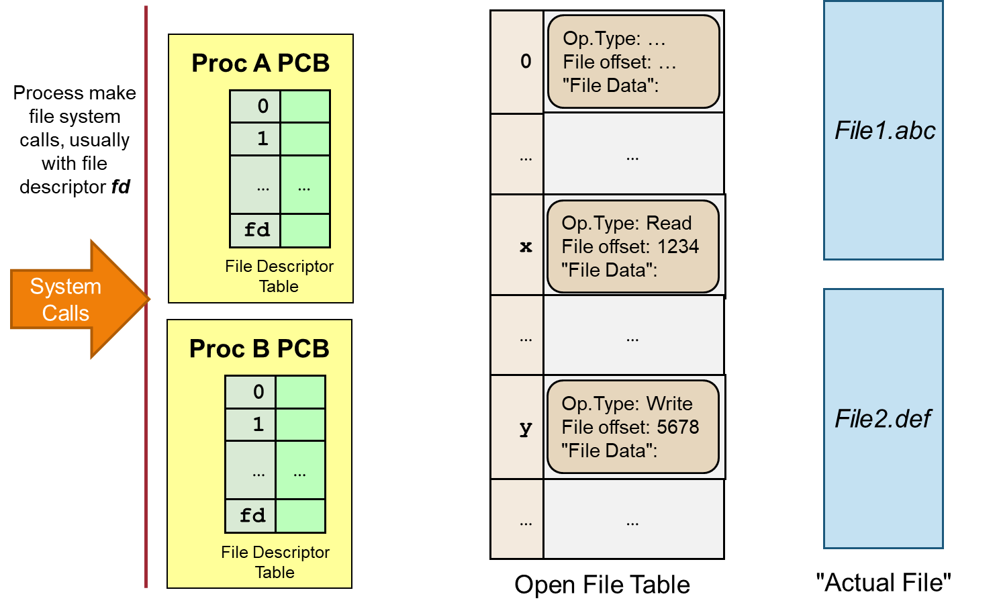 Process make
file system
calls, usually
with file
descriptor fd
System
Calls
Proc A PCB
0
1
... ...
fd
File Descriptor
Table
Proc B PCB
0
1
... ...
fd
File Descriptor
Table
0
Op.Type: ...
File offset: ...
"File Data":
... ...
x
Op.Type: Read
File offset: 1234
"File Data":
... ...
y
Op.Type: Write
File offset: 5678
"File Data":
... ...
Open File Table
File1.abc
File2.def
"Actual File"